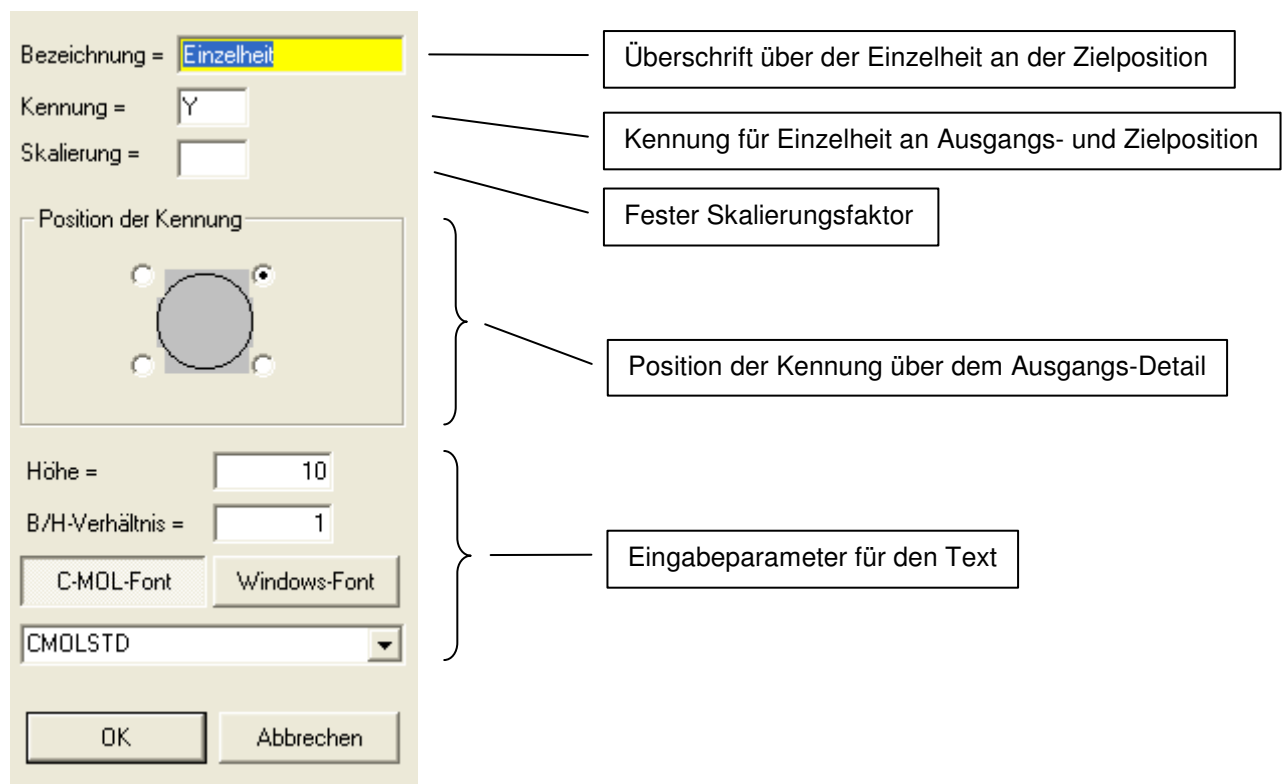 Bezeichnung = Einzelheit
Überschrift über der Einzelheit an der Zielposition
Kennung = Y
Kennung für Einzelheit an Ausgangs- und Zielposition
Skalierung =
Fester Skalierungsfaktor
Position der Kennung
Position der Kennung über dem Ausgangs-Detail
Höhe = 10
B/H-Verhältnis = 1
Eingabeparameter für den Text
C-MOL-Font Windows-Font
CMOLSTD
OK Abbrechen